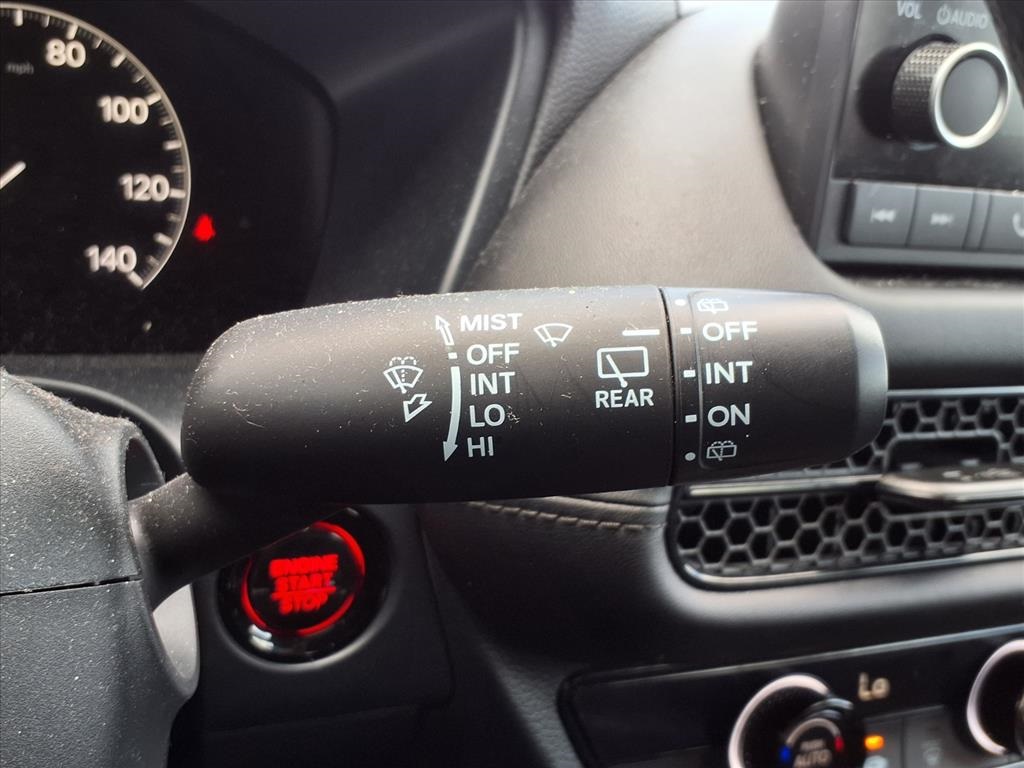 80
mph
100
120
140
VOL AUDIO
MIST
OFF
INT
LO
HI
REAR
OFF
INT
ON
ENGINE
START
STOP
Lo
AUTO